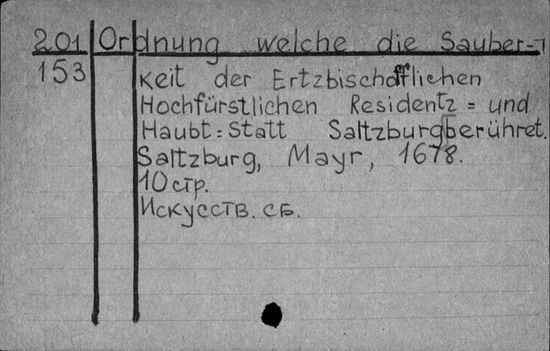 201 Ordnung welche die Sauber-
153 keit der Ertzbischofflichen
Hochfürstlichen Residentz = und
Haubt = Statt Saltzburg berühret.
Saltzburg, Mayr, 1678.
10 стр.
Искусств. сб.